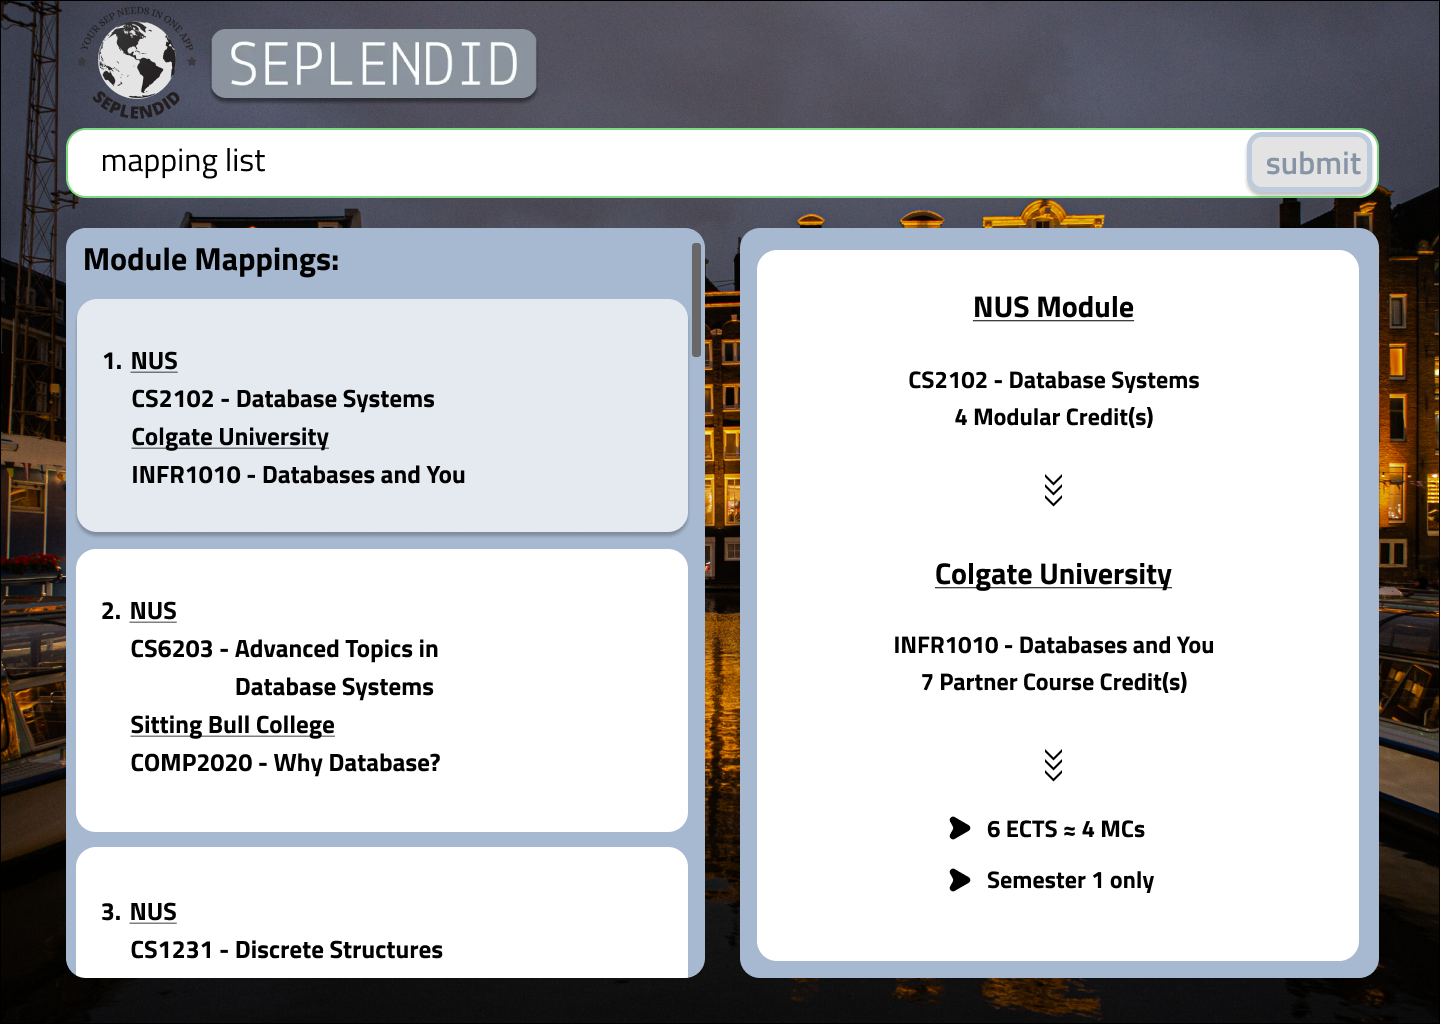 YOUR SEP NEEDS IN ONE APP
SEPLENDID
SEPLENDID
mapping list
submit
Module Mappings:
1. NUS
CS2102 - Database Systems
Colgate University
INFR1010 - Databases and You
2. NUS
CS6203 - Advanced Topics in
Database Systems
Sitting Bull College
COMP2020 - Why Database?
3. NUS
CS1231 - Discrete Structures
NUS Module
CS2102 - Database Systems
4 Modular Credit(s)
Colgate University
INFR1010 - Databases and You
7 Partner Course Credit(s)
6 ECTS ≈ 4 MCs
Semester 1 only